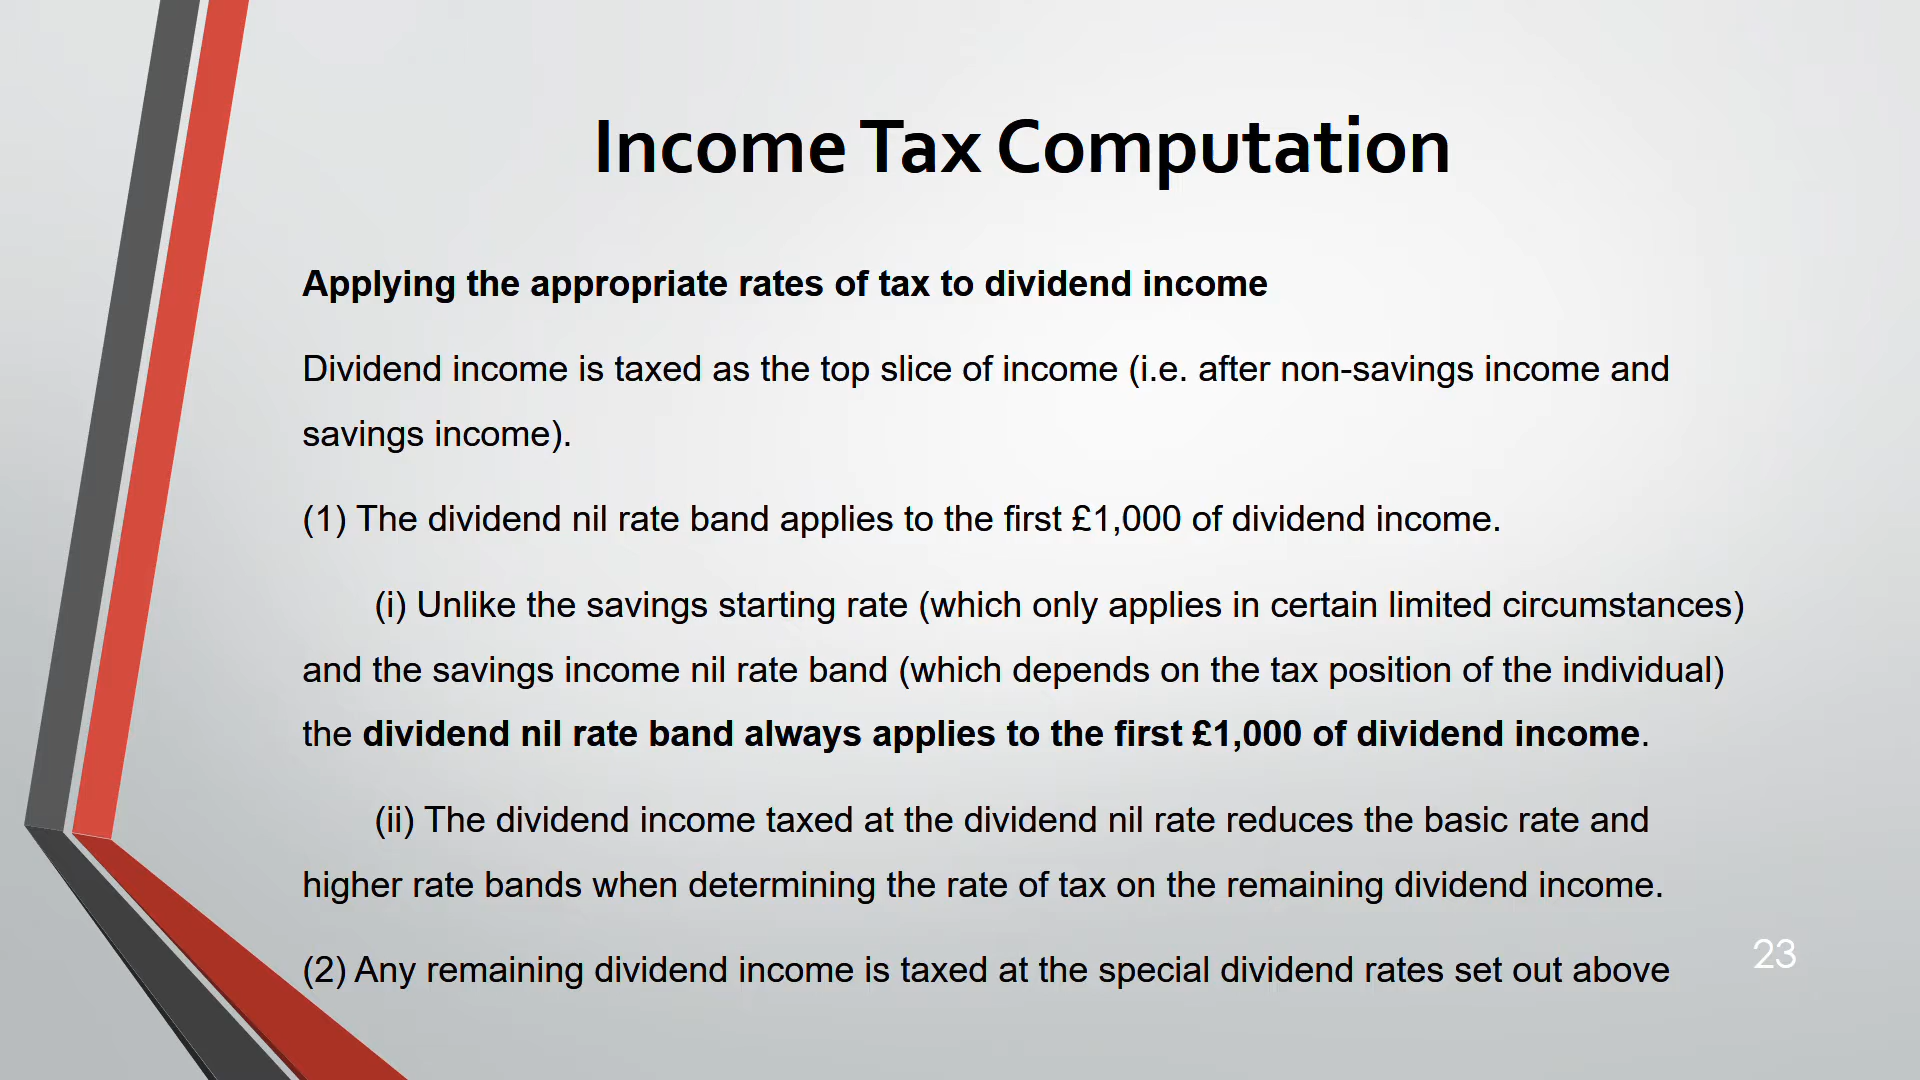 Income Tax Computation
Applying the appropriate rates of tax to dividend income
Dividend income is taxed as the top slice of income (i.e. after non-savings income and
savings income).
(1) The dividend nil rate band applies to the first £1,000 of dividend income.
(i) Unlike the savings starting rate (which only applies in certain limited circumstances)
and the savings income nil rate band (which depends on the tax position of the individual)
the dividend nil rate band always applies to the first £1,000 of dividend income.
(ii) The dividend income taxed at the dividend nil rate reduces the basic rate and
higher rate bands when determining the rate of tax on the remaining dividend income.
(2) Any remaining dividend income is taxed at the special dividend rates set out above
23